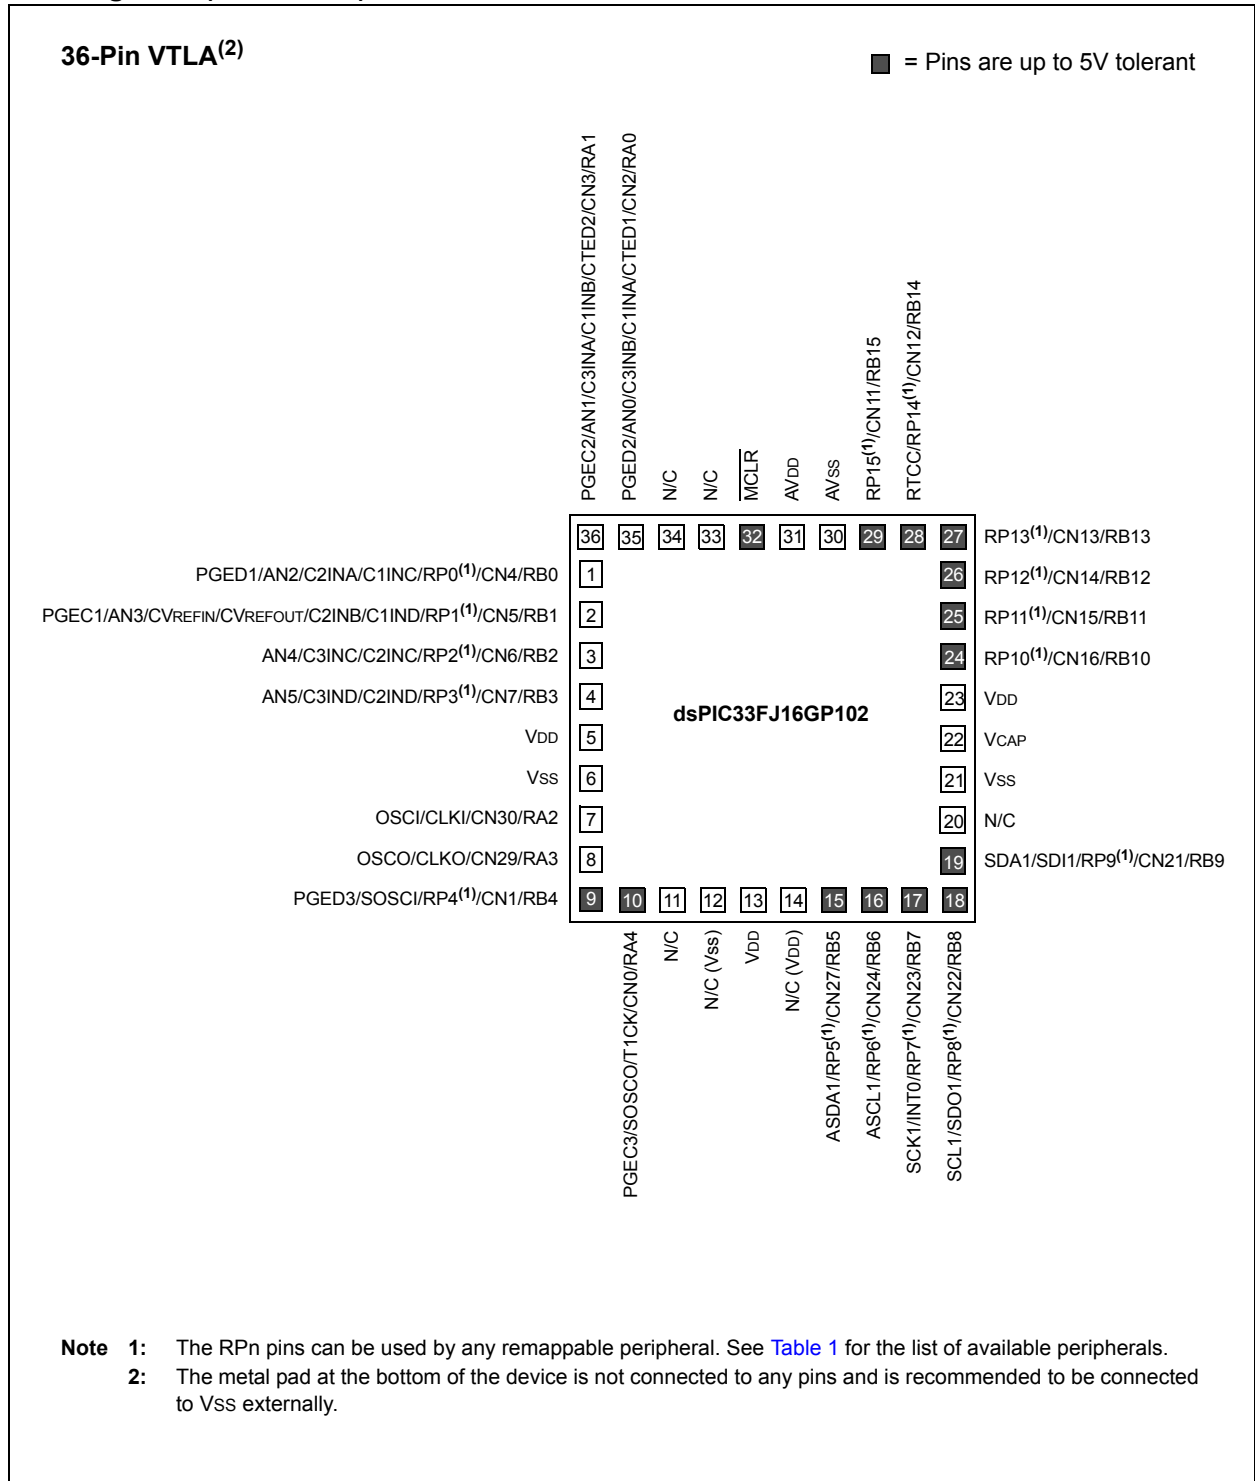 36-Pin VTLA(2)
= Pins are up to 5V tolerant
PGEC2/AN1/C3INA/C1INB/CTED2/CN3/RA1
PGED2/AN0/C3INB/C1INA/CTED1/CN2/RA0
N/C
N/C
MCLR
AVDD
AVSS
RP15(1)/CN11/RB15
RTCC/RP14(1)/CN12/RB14
36 35 34 33 32 31 30 29 28 27 RP13(1)/CN13/RB13
PGED1/AN2/C2INA/C1INC/RP0(1)/CN4/RB0 1 26 RP12(1)/CN14/RB12
PGEC1/AN3/CVREFIN/CVREFOUT/C2INB/C1IND/RP1(1)/CN5/RB1 2 25 RP11(1)/CN15/RB11
AN4/C3INC/C2INC/RP2(1)/CN6/RB2 3 24 RP10(1)/CN16/RB10
AN5/C3IND/C2IND/RP3(1)/CN7/RB3 4 23 VDD
dsPIC33FJ16GP102
VDD 5 22 VCAP
VSS 6 21 VSS
OSCI/CLKI/CN30/RA2 7 20 N/C
OSCO/CLKO/CN29/RA3 8 19 SDA1/SDI1/RP9(1)/CN21/RB9
PGED3/SOSCI/RP4(1)/CN1/RB4 9 10 11 12 13 14 15 16 17 18
PGEC3/SOSCO/T1CK/CN0/RA4
N/C
N/C (Vss)
VDD
N/C (VDD)
ASDA1/RP5(1)/CN27/RB5
ASCL1/RP6(1)/CN24/RB6
SCK1/INT0/RP7(1)/CN23/RB7
SCL1/SDO1/RP8(1)/CN22/RB8
Note 1: The RPn pins can be used by any remappable peripheral. See Table 1 for the list of available peripherals.
2: The metal pad at the bottom of the device is not connected to any pins and is recommended to be connected
to VSS externally.